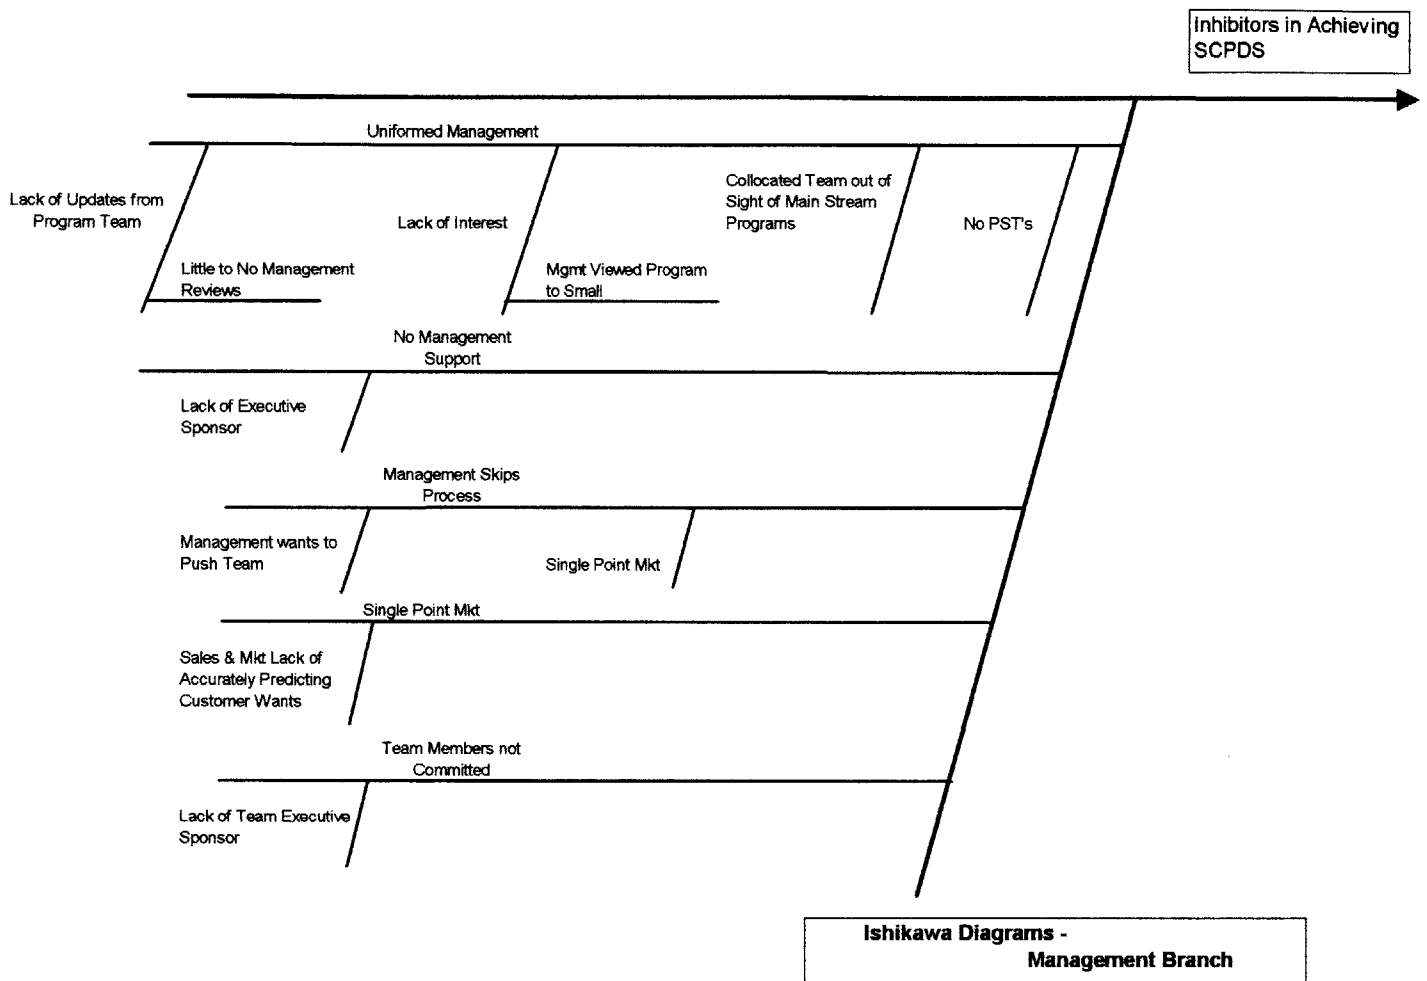 Inhibitors in Achieving
SCPDS
Uniformed Management
Lack of Updates from
Program Team
Lack of Interest
Collocated Team out of
Sight of Main Stream
Programs
No PST's
Little to No Management
Reviews
Mgmt Viewed Program
to Small
No Management
Support
Lack of Executive
Sponsor
Management Skips
Process
Management wants to
Push Team
Single Point Mkt
Single Point Mkt
Sales & Mkt Lack of
Accurately Predicting
Customer Wants
Team Members not
Committed
Lack of Team Executive
Sponsor
Ishikawa Diagrams -
Management Branch